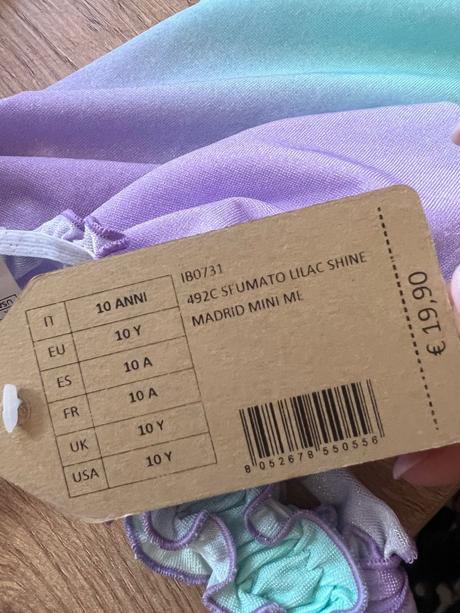 IT 10 ANNI
EU 10 Y
ES 10 A
FR 10 A
UK 10 Y
USA 10 Y
IB0731
492C SFUMATO LILAC SHINE
MADRID MINI ME
€ 19,90
8 052678 550556